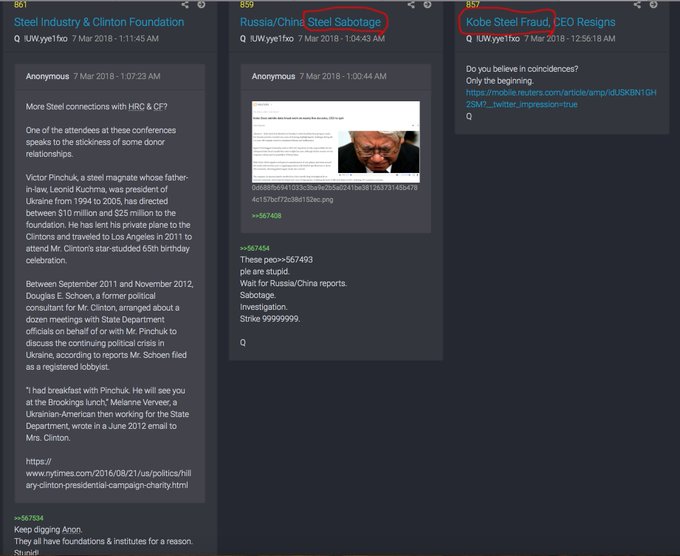 861
Steel Industry & Clinton Foundation
Q !UW.yye1fxo 7 Mar 2018 - 1:11:45 AM
Anonymous 7 Mar 2018 - 1:07:23 AM
More Steel connections with HRC & CF?
One of the attendees at these conferences
speaks to the stickiness of some donor
relationships.
Victor Pinchuk, a steel magnate whose father-
in-law, Leonid Kuchma, was president of
Ukraine from 1994 to 2005, has directed
between $10 million and $25 million to the
foundation. He has lent his private plane to the
Clintons and traveled to Los Angeles in 2011 to
attend Mr. Clinton's star-studded 65th birthday
celebration.
Between September 2011 and November 2012,
Douglas E. Schoen, a former political
consultant for Mr. Clinton, arranged about a
dozen meetings with State Department
officials on behalf of or with Mr. Pinchuk to
discuss the continuing political crisis in
Ukraine, according to reports Mr. Schoen filed
as a registered lobbyist.
"I had breakfast with Pinchuk. He will see you
at the Brookings lunch," Melanne Verveer, a
Ukrainian-American then working for the State
Department, wrote in a June 2012 email to
Mrs. Clinton.
https://
www.nytimes.com/2016/08/21/us/politics/hill
ary-clinton-presidential-campaign-charity.html
>>567534
Keep digging Anon.
They all have foundations & institutes for a reason.
Stupid!
859
Russia/China Steel Sabotage
Q !UW.yye1fxo 7 Mar 2018 - 1:04:43 AM
Anonymous 7 Mar 2018 - 1:00:44 AM
0d688fb6941033c3ba9e2b5a0241be38126373145b478
4c157bcf72c38d152ec.png
>>567408
>>567454
These peo>>567493
ple are stupid.
Wait for Russia/China reports.
Sabotage.
Investigation.
Strike 99999999.
Q
857
Kobe Steel Fraud, CEO Resigns
Q !UW.yye1fxo 7 Mar 2018 - 12:56:18 AM
Do you believe in coincidences?
Only the beginning.
https://mobile.reuters.com/article/amp/idUSKBN1GH
2SM?__twitter_impression=true
Q